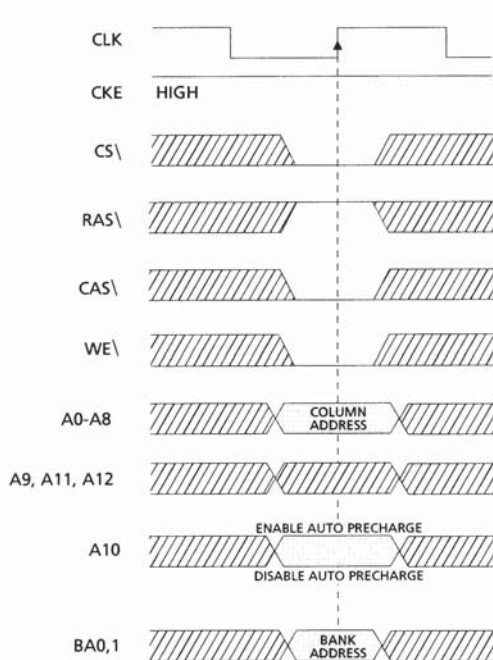 CLK
CKE HIGH
CS\
RAS\
CAS\
WE\
A0-A8 COLUMN
ADDRESS
A9, A11, A12
ENABLE AUTO PRECHARGE
A10
DISABLE AUTO PRECHARGE
BA0,1 BANK
ADDRESS